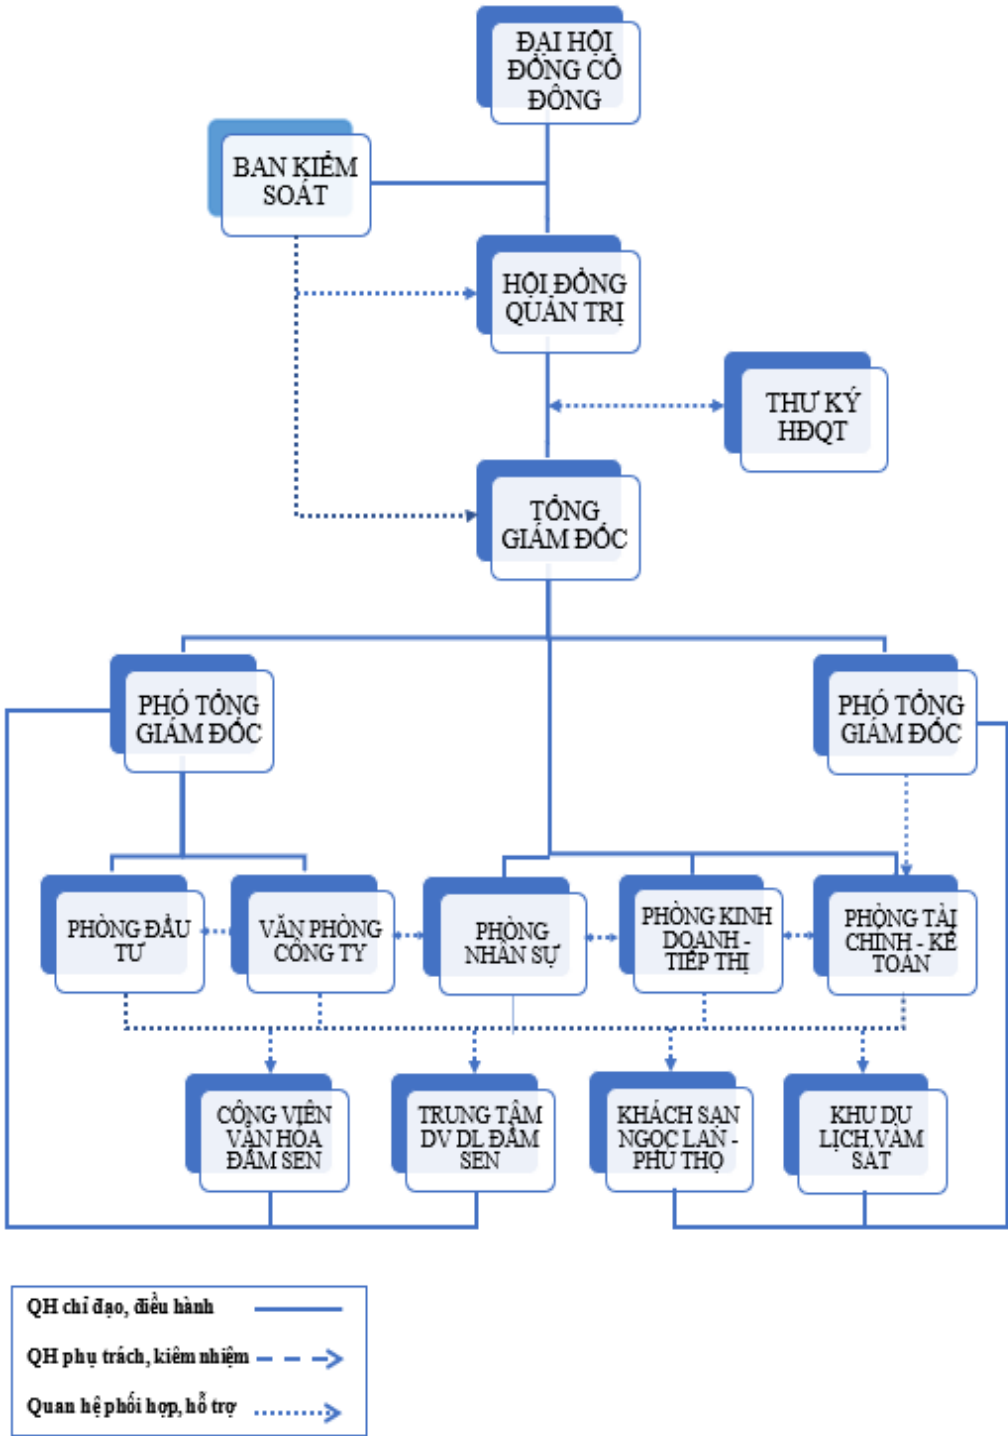 ĐẠI HỘI
ĐỒNG CỔ
ĐÔNG
BAN KIỂM
SOÁT
HỘI ĐỒNG
QUẢN TRỊ
THƯ KÝ
HĐQT
TỔNG
GIÁM ĐỐC
PHÓ TỔNG
GIÁM ĐỐC
PHÓ TỔNG
GIÁM ĐỐC
PHÒNG ĐẦU
TƯ
VĂN PHÒNG
CÔNG TY
PHÒNG
NHÂN SỰ
PHÒNG KINH
DOANH -
TIẾP THỊ
PHÒNG TÀI
CHÍNH - KẾ
TOÁN
CÔNG VIÊN
VĂN HÓA
ĐẦM SEN
TRUNG TÂM
DV DL ĐẦM
SEN
KHÁCH SẠN
NGỌC LAN -
PHÚ THỌ
KHU DU
LỊCH VÀM
SÁT
QH chỉ đạo, điều hành
QH phụ trách, kiêm nhiệm
Quan hệ phối hợp, hỗ trợ